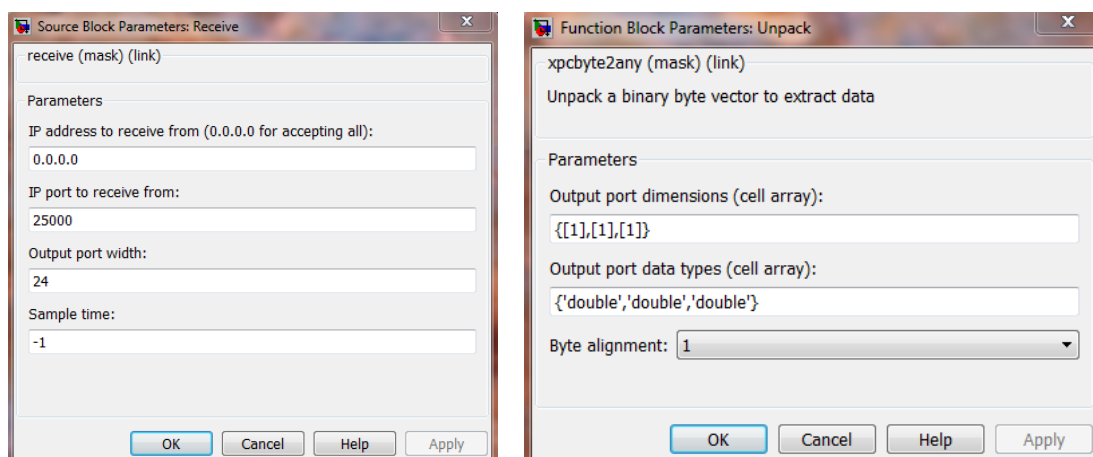 Source Block Parameters: Receive
receive (mask) (link)
Parameters
IP address to receive from (0.0.0.0 for accepting all):
0.0.0.0
IP port to receive from:
25000
Output port width:
24
Sample time:
-1
OK
Cancel
Help
Apply
Function Block Parameters: Unpack
xpcbyte2any (mask) (link)
Unpack a binary byte vector to extract data
Parameters
Output port dimensions (cell array):
{[1],[1],[1]}
Output port data types (cell array):
{'double','double','double'}
Byte alignment: 1
OK
Cancel
Help
Apply